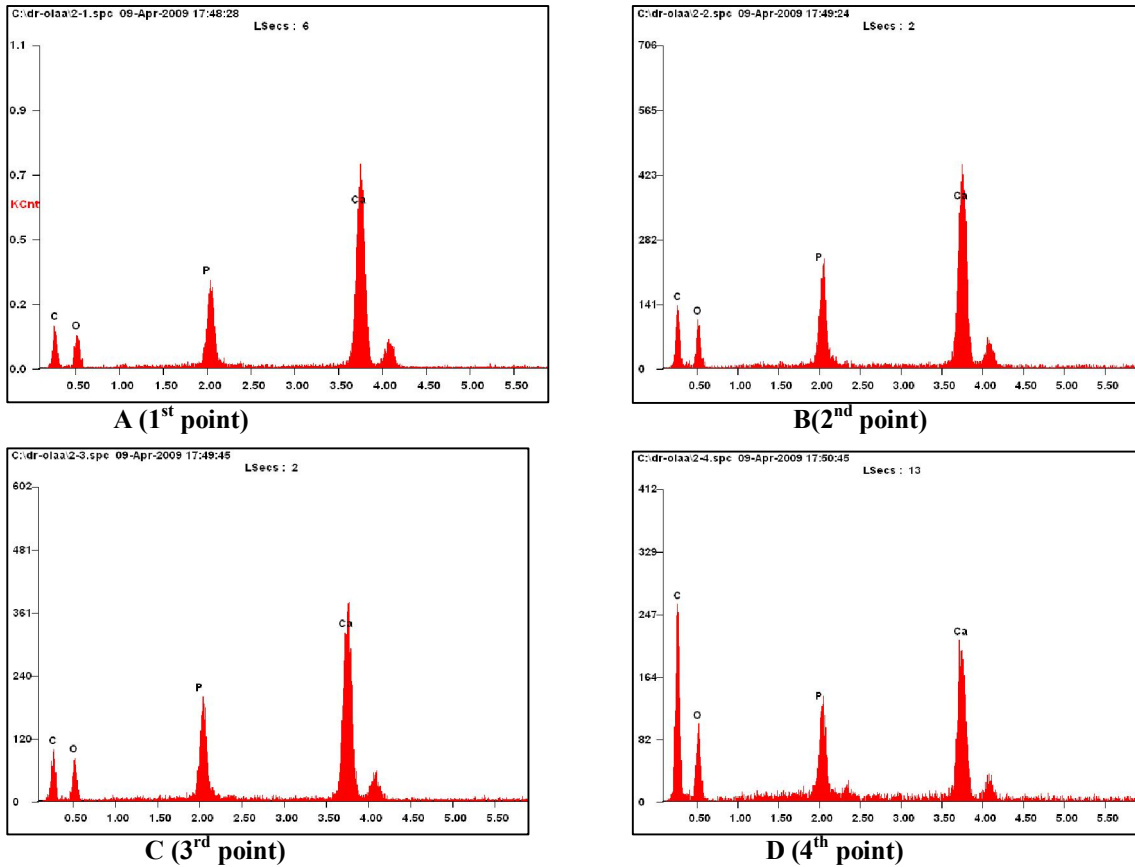 C:\dr-olaa\2-1.spc 09-Apr-2009 17:48:28
LSecs : 6
1.1
0.9
0.7
KCnt
0.5
0.2
0.0
C
O
P
Ca
0.50 1.00 1.50 2.00 2.50 3.00 3.50 4.00 4.50 5.00 5.50
A (1st point)
C:\dr-olaa\2-2.spc 09-Apr-2009 17:49:24
LSecs : 2
706
565
423
282
141
0
C
O
P
Ca
0.50 1.00 1.50 2.00 2.50 3.00 3.50 4.00 4.50 5.00 5.50
B(2nd point)
C:\dr-olaa\2-3.spc 09-Apr-2009 17:49:45
LSecs : 2
602
481
361
240
120
0
C
O
P
Ca
0.50 1.00 1.50 2.00 2.50 3.00 3.50 4.00 4.50 5.00 5.50
C (3rd point)
C:\dr-olaa\2-4.spc 09-Apr-2009 17:50:45
LSecs : 13
412
329
247
164
82
0
C
O
P
Ca
0.50 1.00 1.50 2.00 2.50 3.00 3.50 4.00 4.50 5.00 5.50
D (4th point)